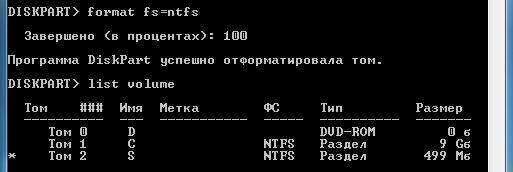 DISKPART> format fs=ntfs
Завершено (в процентах): 100
Программа DiskPart успешно отформатировала том.
DISKPART> list volume
Том ### Имя Метка ФС Тип Размер
Том 0 D DVD-ROM 0 б
Том 1 C NTFS Раздел 9 Gб
* Том 2 S NTFS Раздел 499 Mб